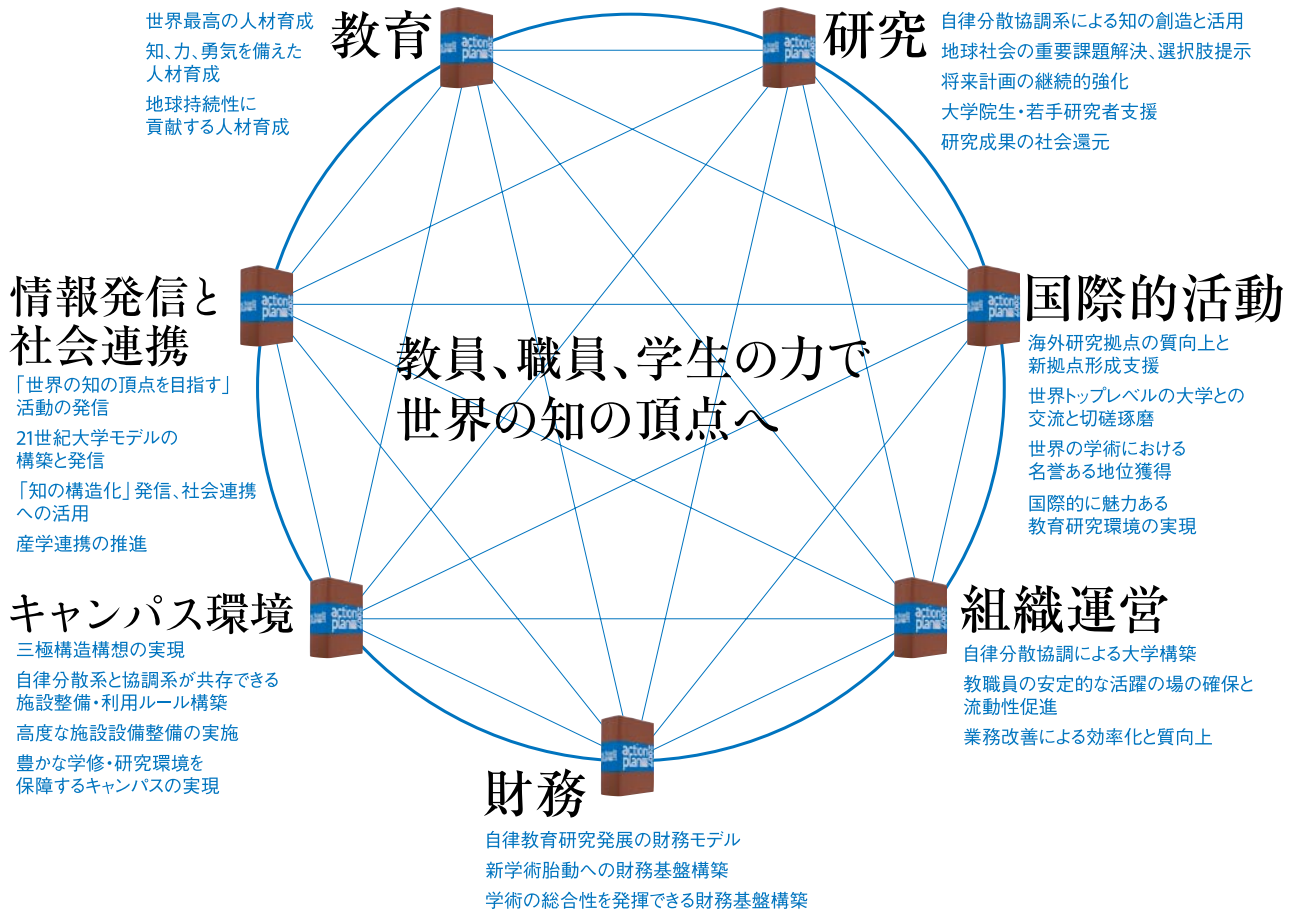 教育
世界最高の人材育成
知、力、勇気を備えた
人材育成
地球持続性に
貢献する人材育成
研究
自律分散協調系による知の創造と活用
地球社会の重要課題解決、選択肢提示
将来計画の継続的強化
大学院生・若手研究者支援
研究成果の社会還元
情報発信と
社会連携
「世界の知の頂点を目指す」
活動の発信
21世紀大学モデルの
構築と発信
「知の構造化」発信、社会連携
への活用
産学連携の推進
教員、職員、学生の力で
世界の知の頂点へ
国際的活動
海外研究拠点の質向上と
新拠点形成支援
世界トップレベルの大学との
交流と切磋琢磨
世界の学術における
名誉ある地位獲得
国際的に魅力ある
教育研究環境の実現
キャンパス環境
三極構造構想の実現
自律分散系と協調系が共存できる
施設整備・利用ルール構築
高度な施設設備整備の実施
豊かな学修・研究環境を
保障するキャンパスの実現
組織運営
自律分散協調による大学構築
教職員の安定的な活躍の場の確保と
流動性促進
業務改善による効率化と質向上
財務
自律教育研究発展の財務モデル
新学術胎動への財務基盤構築
学術の総合性を発揮できる財務基盤構築
action
plan
action
plan
action
plan
action
plan
action
plan
action
plan
action
plan